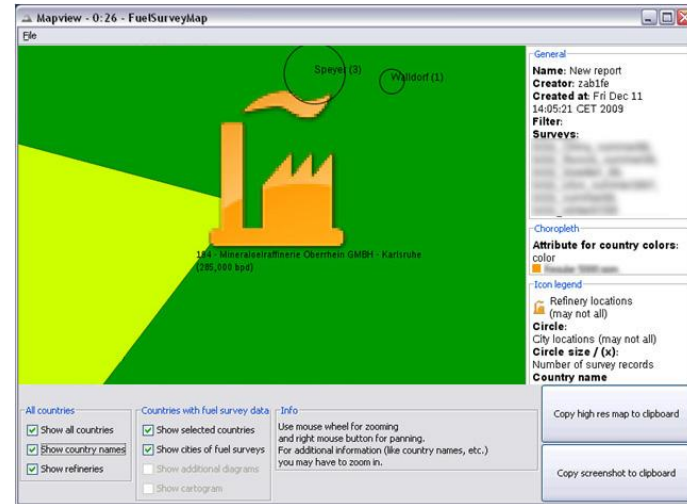 Mapview - 0:26 - FuelSurveyMap
File
Speyer (3)
Walldorf (1)
(285,000 bpd)
General
Name: New report
Creator: zab1fe
Created at: Fri Dec 11
14:05:21 CET 2009
Filter:
Surveys:
Choropleth
Attribute for country colors:
color
Icon legend
Refinery locations
(may not all)
Circle:
City locations (may not all)
Circle size / (x):
Number of survey records
Country name
All countries
Show all countries
Show country names
Show refineries
Countries with fuel survey data
Show selected countries
Show cities of fuel surveys
Show additional diagrams
Show cartogram
Info
Use mouse wheel for zooming
and right mouse button for panning.
For additional information (like country names, etc.)
you may have to zoom in.
Copy high res map to clipboard
Copy screenshot to clipboard